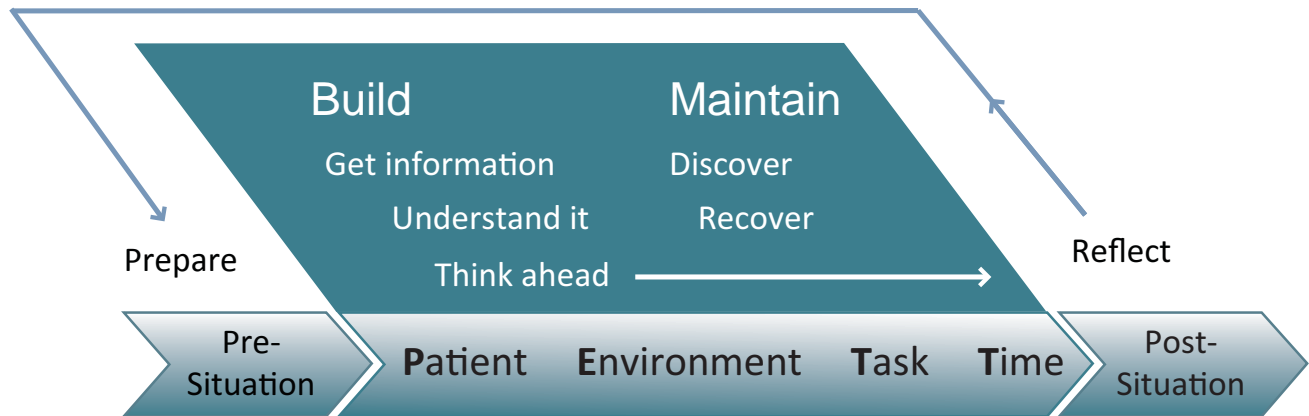 Build
Maintain
Get information
Discover
Understand it
Recover
Think ahead
Prepare
Reflect
Pre-
Situation
Patient Environment Task Time
Post-
Situation